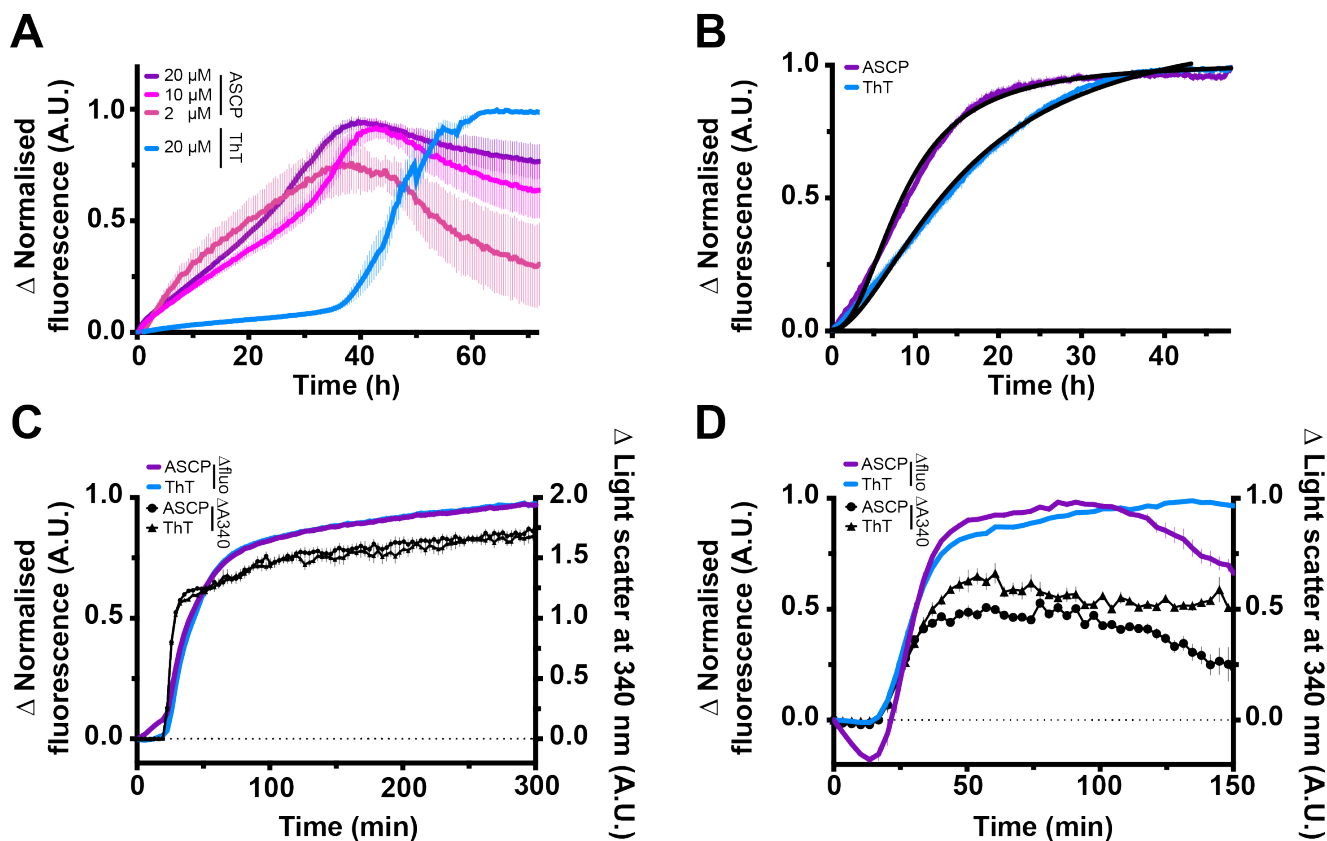 A
20 µM
10 µM
2 µM
ASCP
20 µM
ThT
Δ Normalised
fluorescence (A.U.)
1.0
0.5
0.0
0
20
40
60
Time (h)
B
ASCP
ThT
Δ Normalised
fluorescence (A.U.)
1.0
0.5
0.0
0
10
20
30
40
Time (h)
C
ASCP
ThT
Δfluo
ASCP
ThT
ΔA340
Δ Normalised
fluorescence (A.U.)
1.0
0.5
0.0
2.0
1.5
1.2
0.5
0.0
Δ Light scatter at 340 nm (A.U.)
0
100
200
300
Time (min)
D
ASCP
ThT
Δfluo
ASCP
ThT
ΔA340
Δ Normalised
fluorescence (A.U.)
1.0
0.5
0.0
1.0
0.5
0.0
Δ Light scatter at 340 nm (A.U.)
0
50
100
150
Time (min)